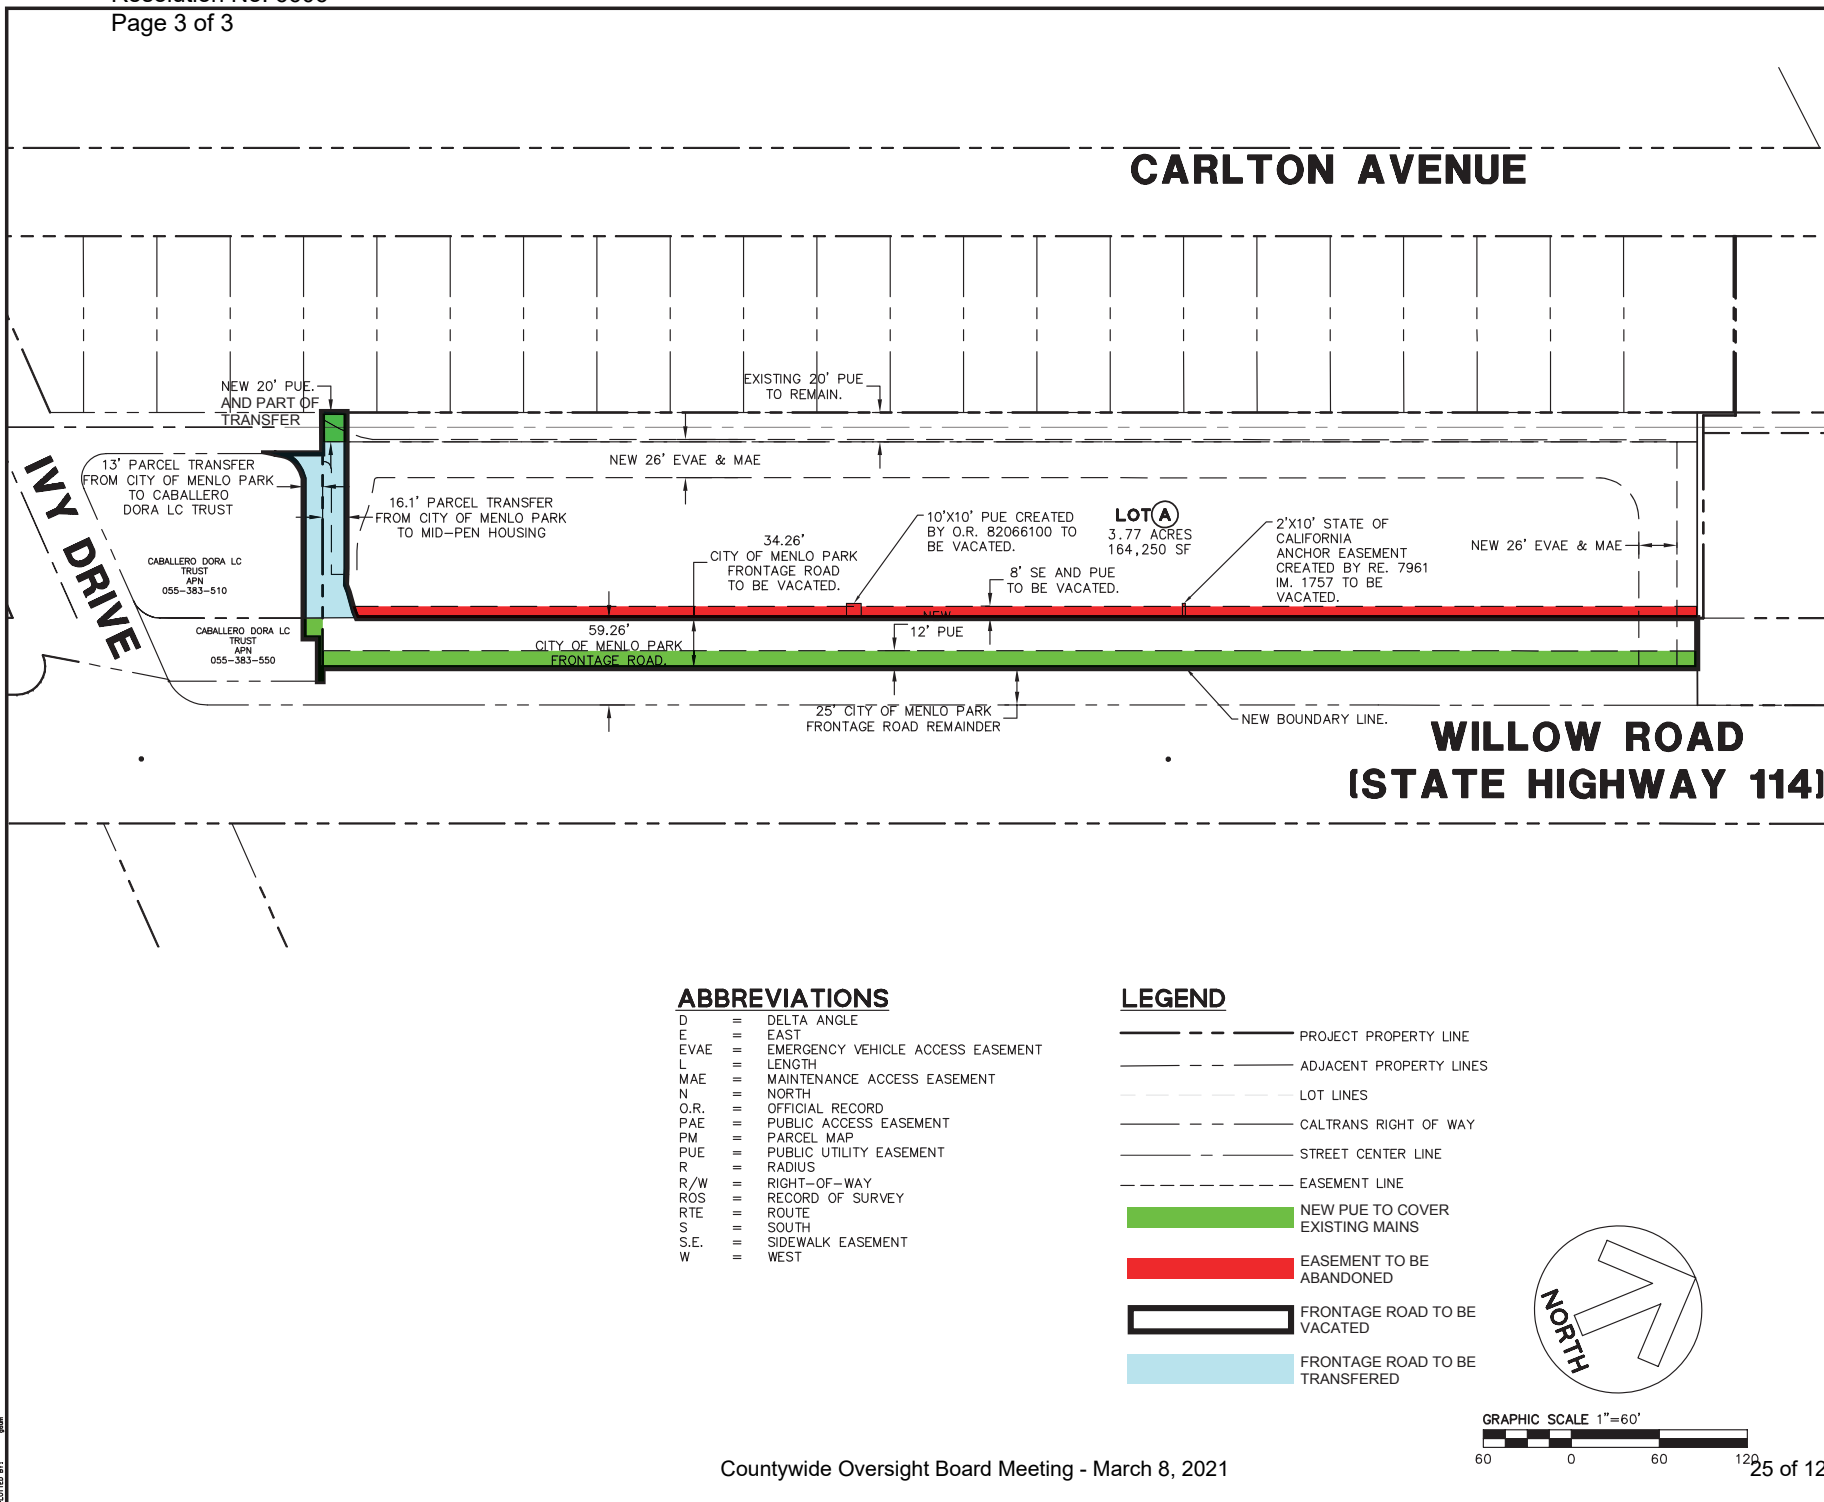 Page 3 of 3
CARLTON AVENUE
NEW 20' PUE.
AND PART OF
TRANSFER
EXISTING 20' PUE
TO REMAIN.
NEW 26' EVAE & MAE
13' PARCEL TRANSFER
FROM CITY OF MENLO PARK
TO CABALLERO
DORA LC TRUST
16.1' PARCEL TRANSFER
FROM CITY OF MENLO PARK
TO MID-PEN HOUSING
IVY DRIVE
CABALLERO DORA LC
TRUST
APN
055-383-510
CABALLERO DORA LC
TRUST
APN
055-383-550
34.26'
CITY OF MENLO PARK
FRONTAGE ROAD
TO BE VACATED.
10'X10' PUE CREATED
BY O.R. 82066100 TO
BE VACATED.
LOT A
3.77 ACRES
164,250 SF
8' SE AND PUE
TO BE VACATED.
2'X10' STATE OF
CALIFORNIA
ANCHOR EASEMENT
CREATED BY RE. 7961
IM. 1757 TO BE
VACATED.
NEW 26' EVAE & MAE
59.26'
CITY OF MENLO PARK
FRONTAGE ROAD.
NEW
12' PUE
25' CITY OF MENLO PARK
FRONTAGE ROAD REMAINDER
NEW BOUNDARY LINE.
WILLOW ROAD
(STATE HIGHWAY 114)
ABBREVIATIONS
D = DELTA ANGLE
E = EAST
EVAE = EMERGENCY VEHICLE ACCESS EASEMENT
L = LENGTH
MAE = MAINTENANCE ACCESS EASEMENT
N = NORTH
O.R. = OFFICIAL RECORD
PAE = PUBLIC ACCESS EASEMENT
PM = PARCEL MAP
PUE = PUBLIC UTILITY EASEMENT
R = RADIUS
R/W = RIGHT-OF-WAY
ROS = RECORD OF SURVEY
RTE = ROUTE
S = SOUTH
S.E. = SIDEWALK EASEMENT
W = WEST
LEGEND
PROJECT PROPERTY LINE
ADJACENT PROPERTY LINES
LOT LINES
CALTRANS RIGHT OF WAY
STREET CENTER LINE
EASEMENT LINE
NEW PUE TO COVER
EXISTING MAINS
EASEMENT TO BE
ABANDONED
FRONTAGE ROAD TO BE
VACATED
FRONTAGE ROAD TO BE
TRANSFERED
NORTH
GRAPHIC SCALE 1"=60'
60 0 60 120
Countywide Oversight Board Meeting - March 8, 2021
25 of 12